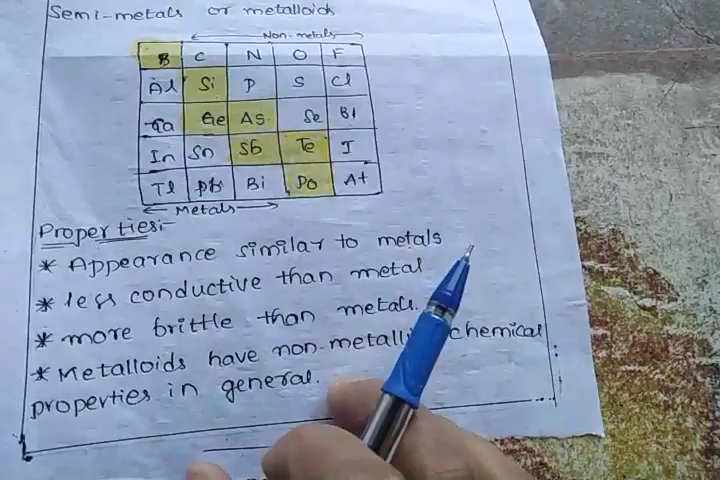 Semi-metals or metalloids
Non-metals
B C N O F
Al Si P S Cl
Ga Ge As Se Br
In Sn Sb Te I
Tl Pb Bi Po At
Metals
Properties:-
* Appearance similar to metals
* less conductive than metal
* more brittle than metals.
* Metalloids have non-metalli chemical
properties in general.